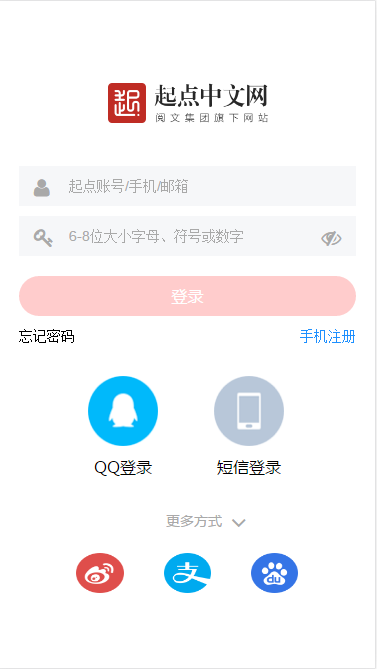 起点中文网
阅文集团旗下网站
起点账号/手机/邮箱
6-8位大小字母、符号或数字
登录
忘记密码 手机注册
QQ登录 短信登录
更多方式
支
du